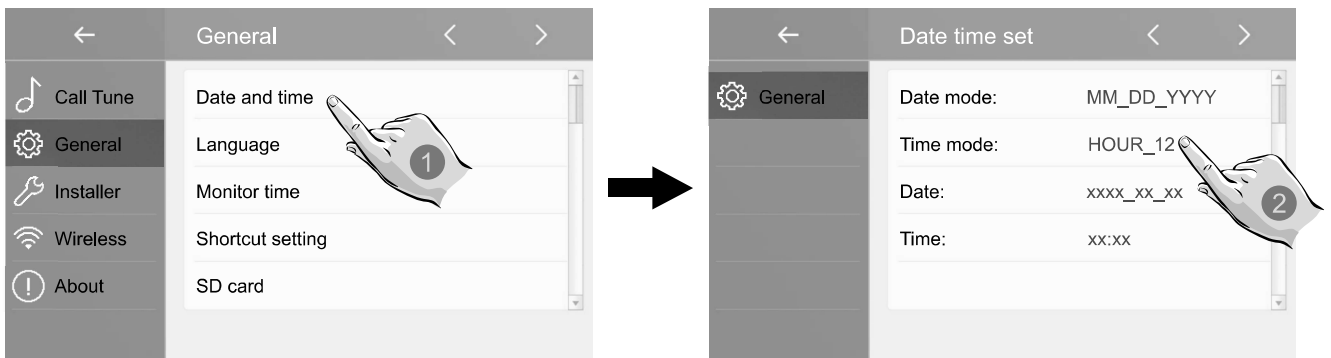 General
Call Tune
General
Installer
Wireless
About
Date and time
Language
Monitor time
Shortcut setting
SD card
1
Date time set
General
Date mode: MM_DD_YYYY
Time mode: HOUR_12
Date: xxxx_xx_xx
Time: xx:xx
2